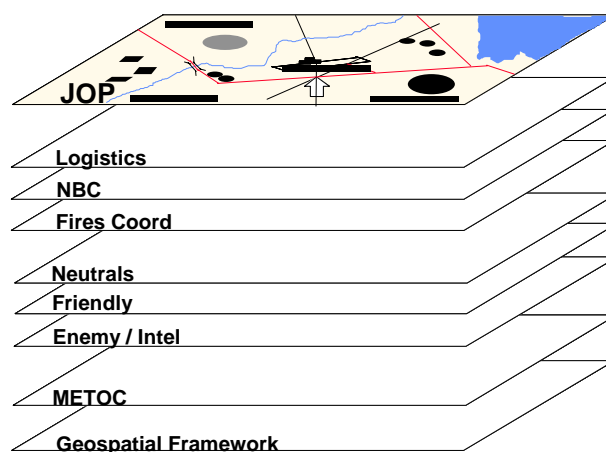 JOP
Logistics
NBC
Fires Coord
Neutrals
Friendly
Enemy / Intel
METOC
Geospatial Framework